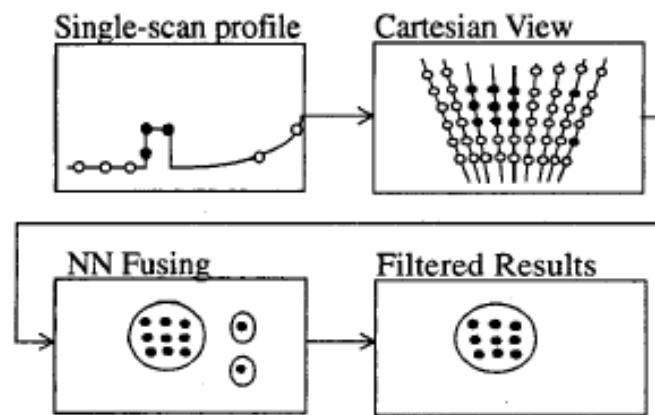 Single-scan profile
Cartesian View
NN Fusing
Filtered Results